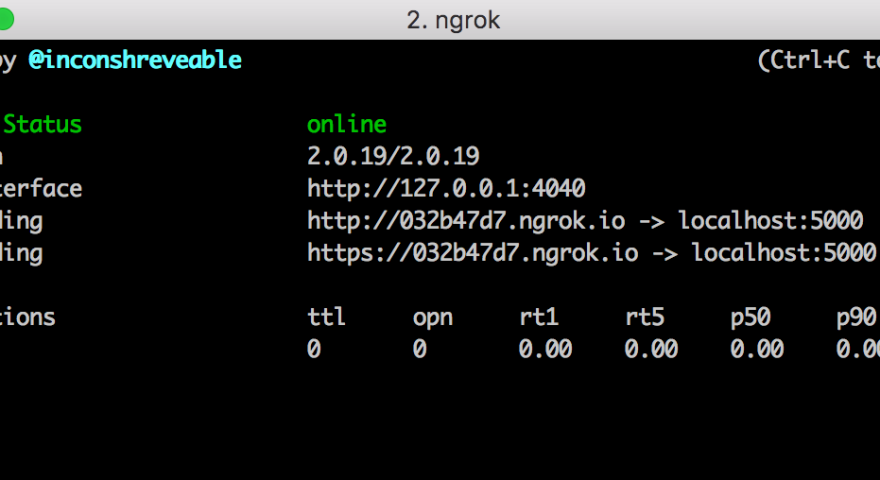 2. ngrok
by @inconshreveable (Ctrl+C to
Status online
n 2.0.19/2.0.19
terface http://127.0.0.1:4040
ding http://032b47d7.ngrok.io -> localhost:5000
ding https://032b47d7.ngrok.io -> localhost:5000
tions ttl opn rt1 rt5 p50 p90
0 0 0.00 0.00 0.00 0.00